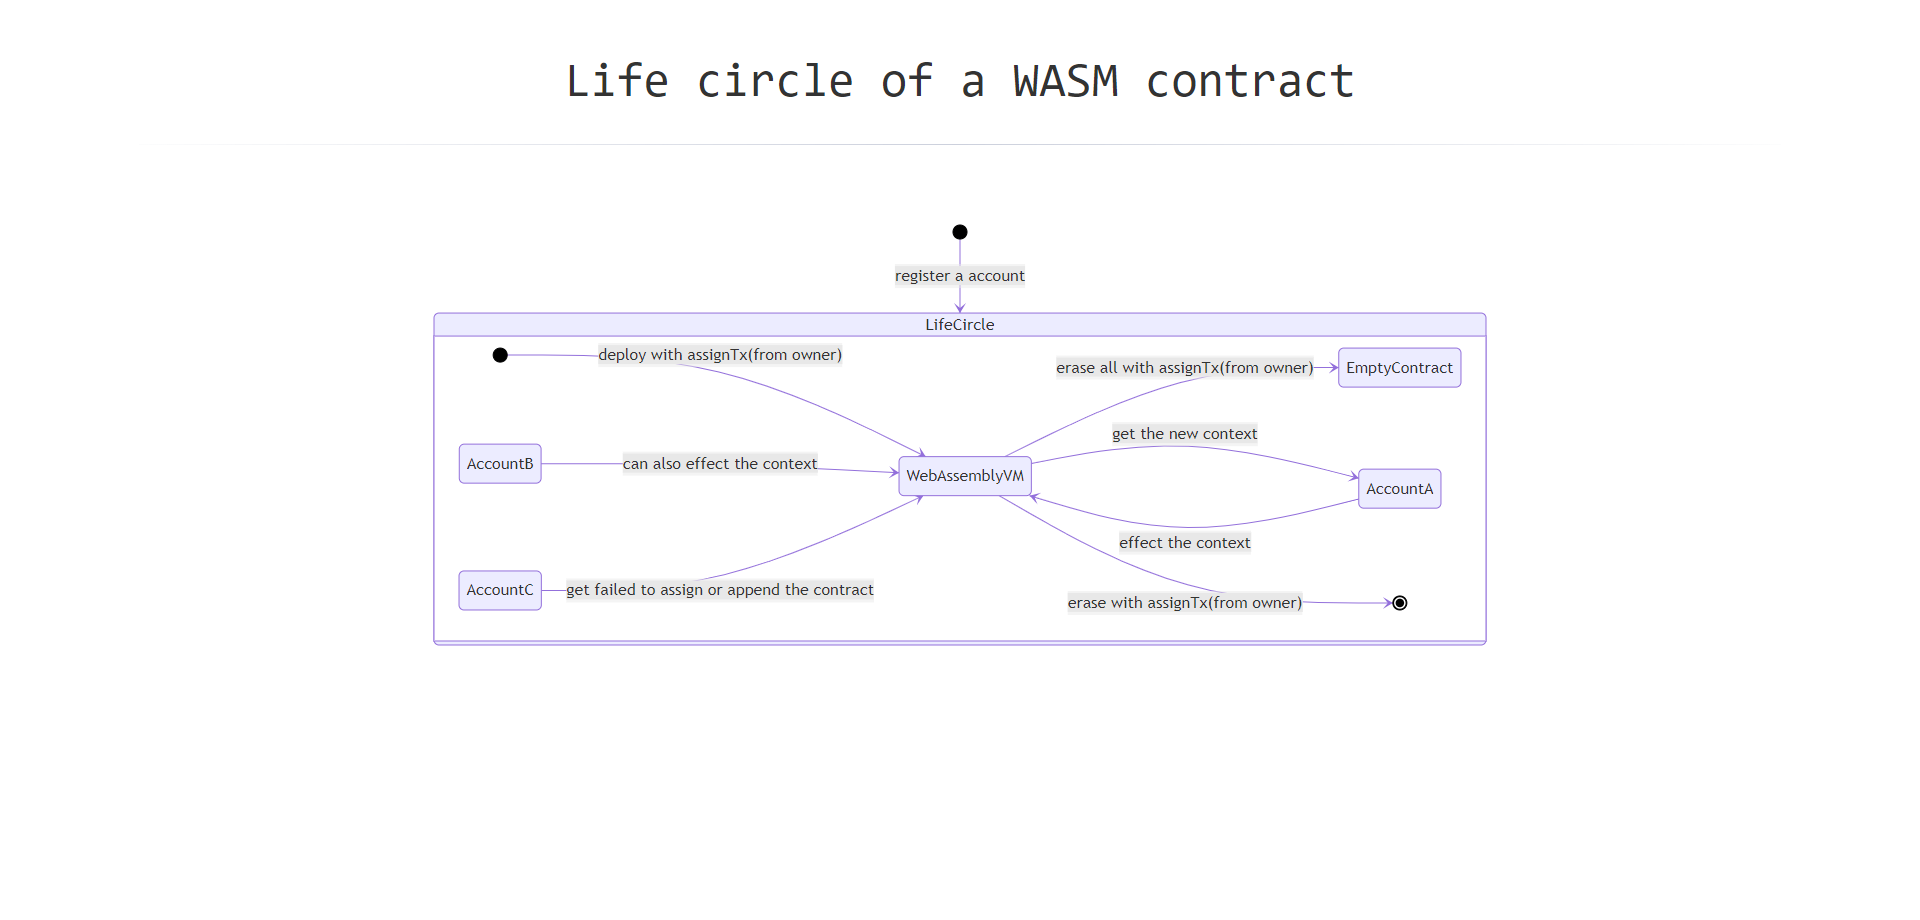 Life circle of a WASM contract
register a account
LifeCircle
deploy with assignTx(from owner)
erase all with assignTx(from owner)
EmptyContract
get the new context
AccountB
can also effect the context
WebAssemblyVM
AccountA
effect the context
AccountC
get failed to assign or append the contract
erase with assignTx(from owner)